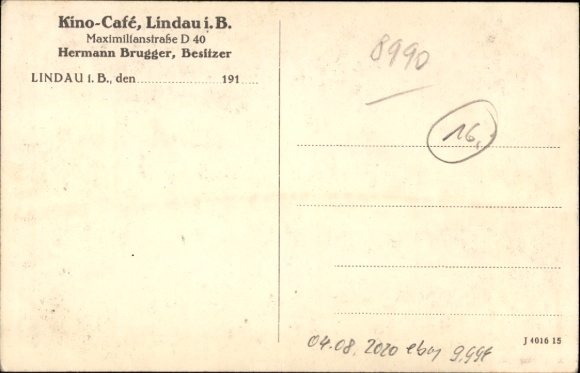 Kino-Café, Lindau i. B.
Maximilianstraße D 40
Hermann Brugger, Besitzer
LINDAU i. B., den 191
8990
16,
J 4016 15
04.08.2020 ebay 9,99€